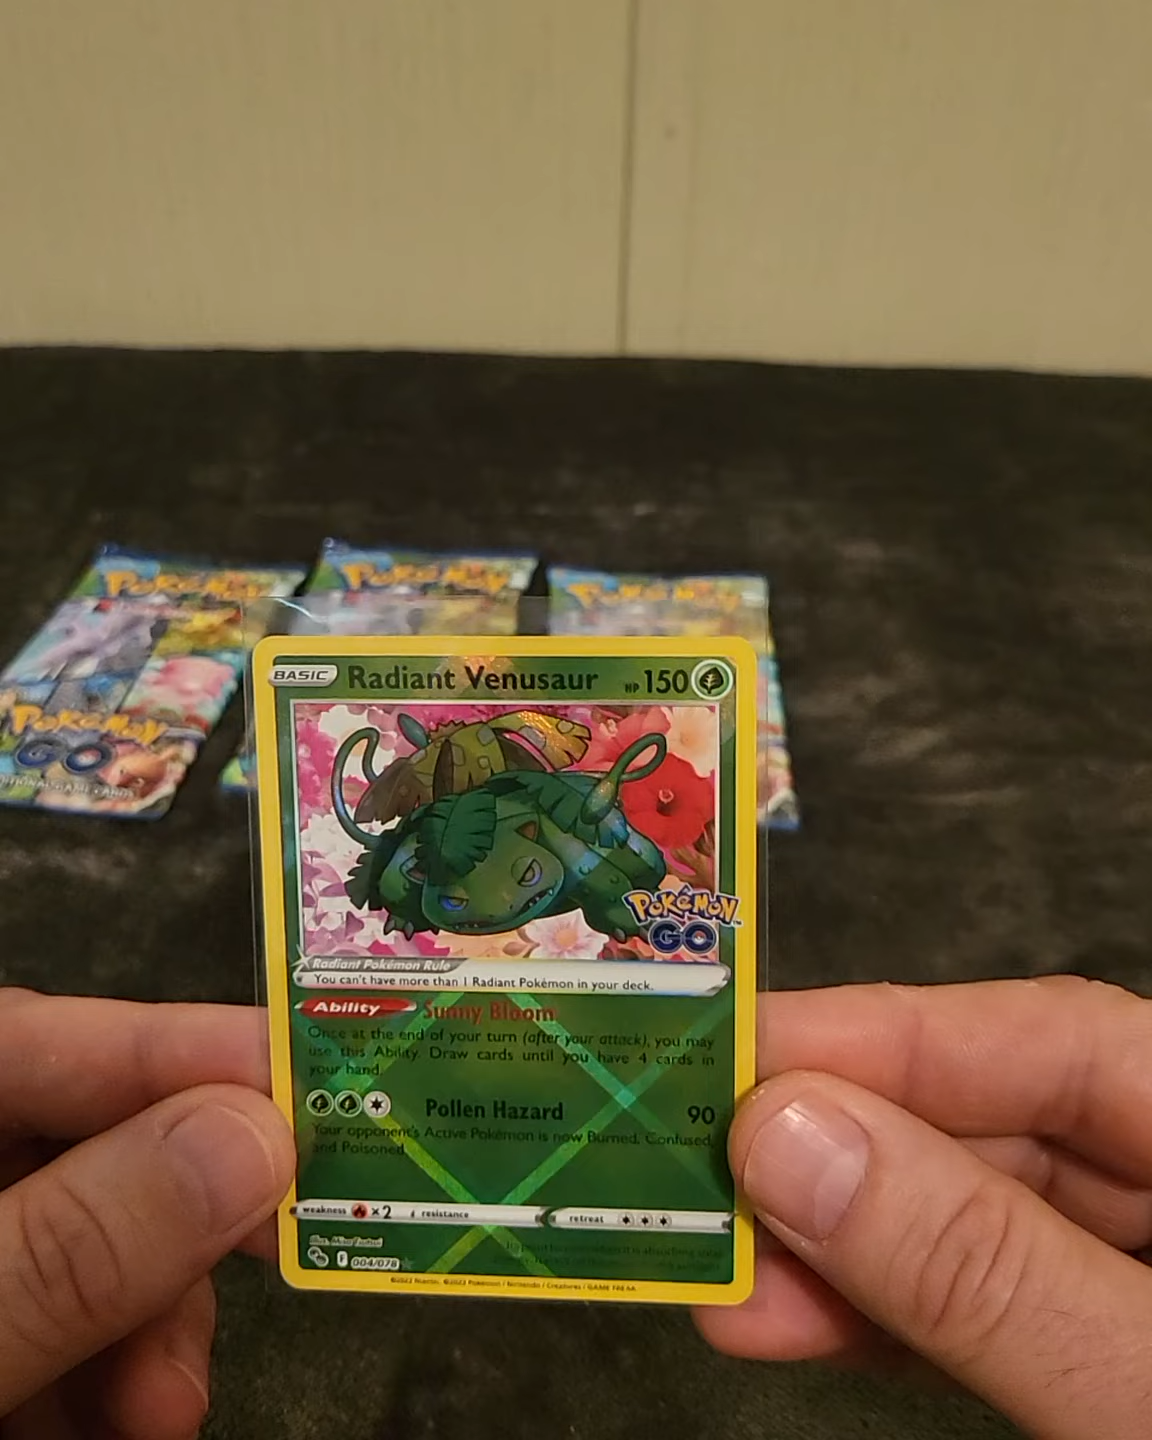 POKéMON
POKéMON
POKéMON
POKéMON
GO
BASIC Radiant Venusaur HP 150
POKéMON
GO
Radiant Pokémon Rule
You can't have more than 1 Radiant Pokémon in your deck.
Ability Sunny Bloom
Once at the end of your turn (after your attack), you may
use this Ability. Draw cards until you have 4 cards in
your hand.
Pollen Hazard 90
Your opponent's Active Pokémon is now Burned, Confused,
and Poisoned.
weakness ×2 resistance retreat
F 004/078
©2022 Niantic. ©2022 Pokémon / Nintendo / Creatures / GAME FREAK